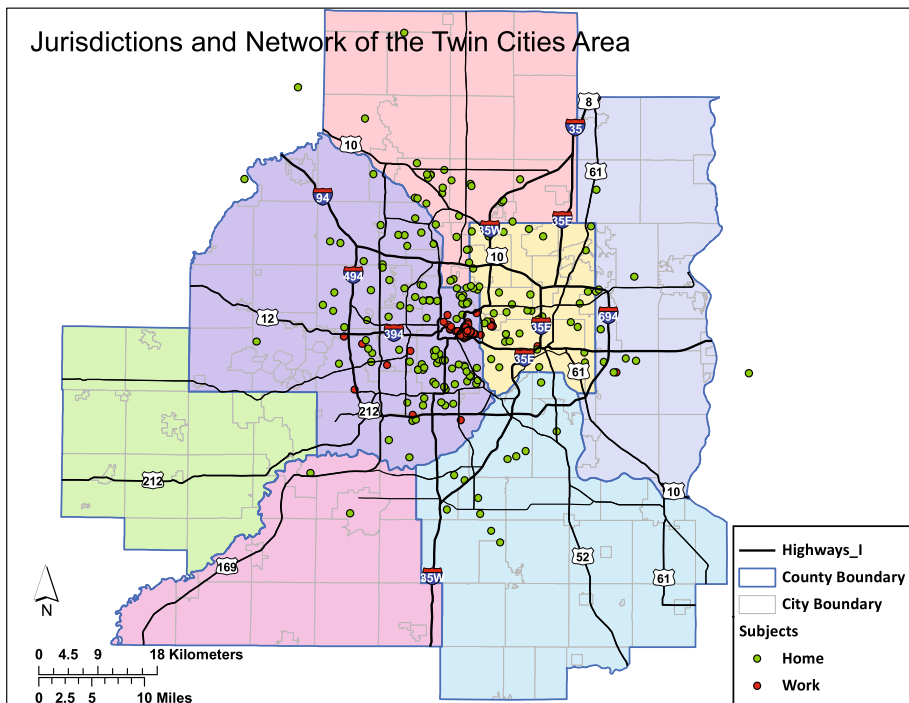 Jurisdictions and Network of the Twin Cities Area
8
35
10
61
94
35W
35E
10
494
12
394
35E
694
35E
61
212
212
10
169
35W
52
61
N
0 4.5 9 18 Kilometers
0 2.5 5 10 Miles
Highways_I
County Boundary
City Boundary
Subjects
Home
Work